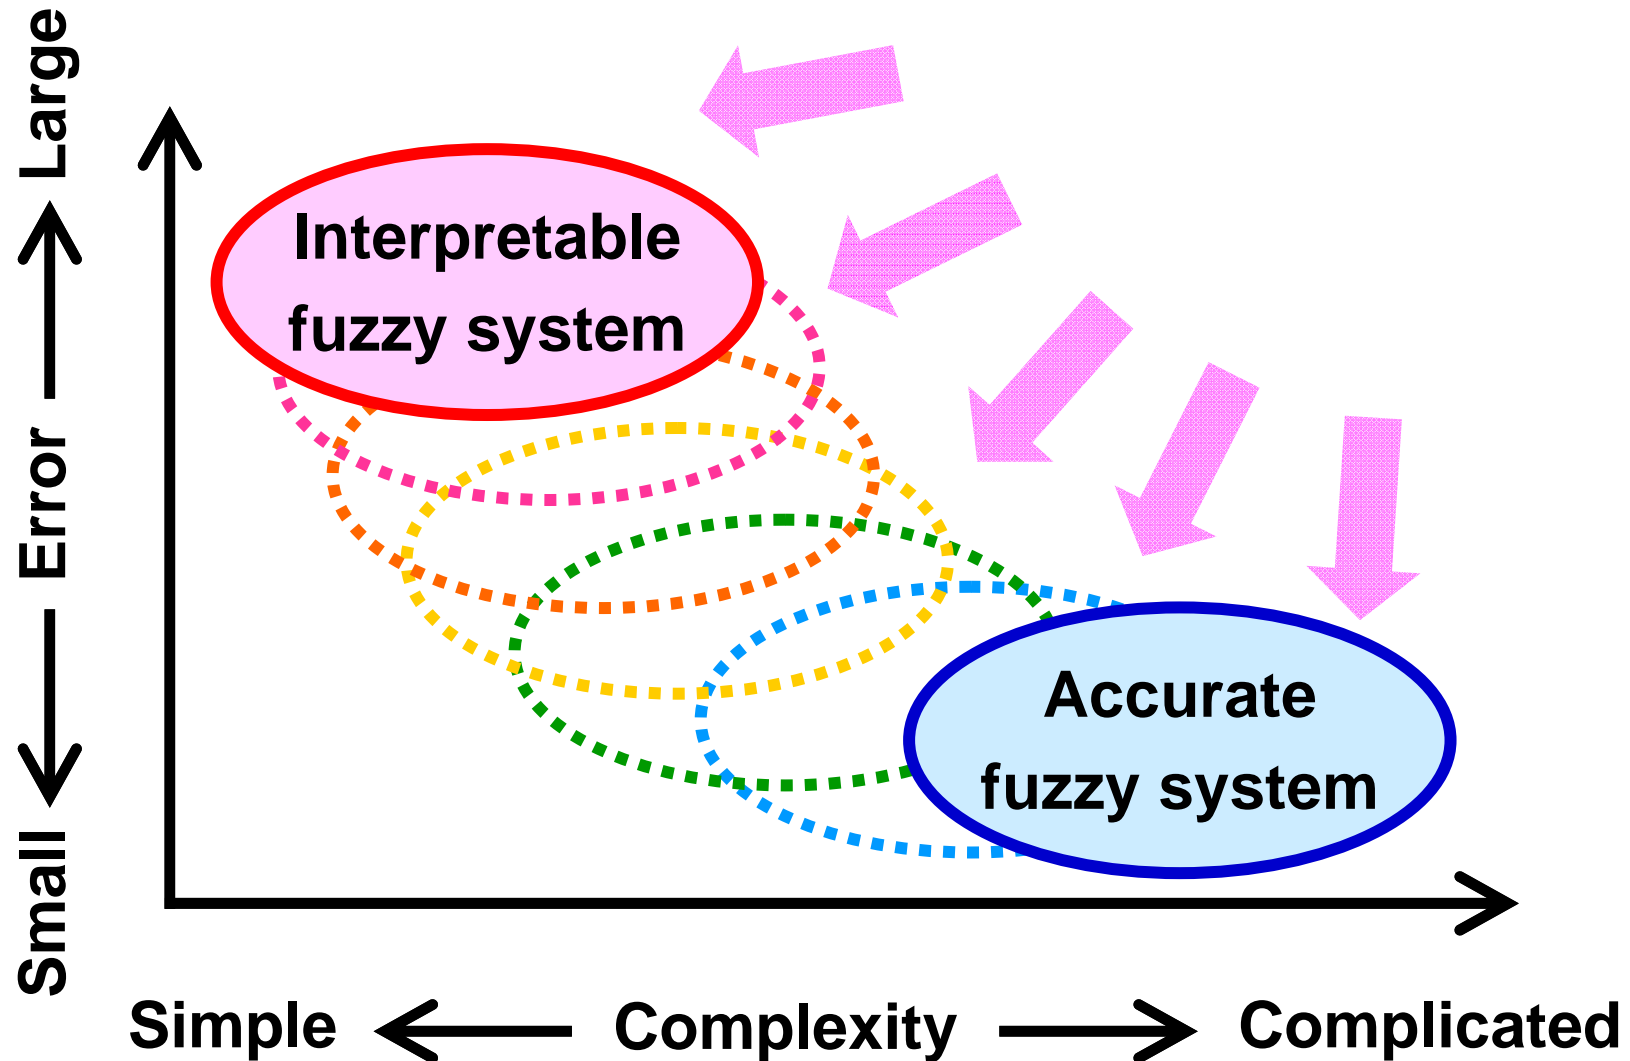 Large
Error
Small
Interpretable
fuzzy system
Accurate
fuzzy system
Simple
Complexity
Complicated